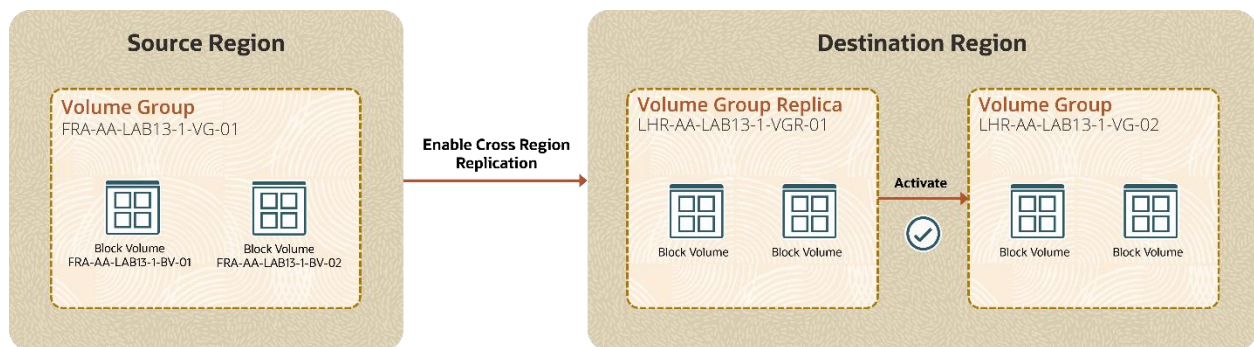 Source Region
Volume Group
FRA-AA-LAB13-1-VG-01
Block Volume
FRA-AA-LAB13-1-BV-01
Block Volume
FRA-AA-LAB13-1-BV-02
Enable Cross Region
Replication
Destination Region
Volume Group Replica
LHR-AA-LAB13-1-VGR-01
Block Volume
Block Volume
Activate
Volume Group
LHR-AA-LAB13-1-VG-02
Block Volume
Block Volume